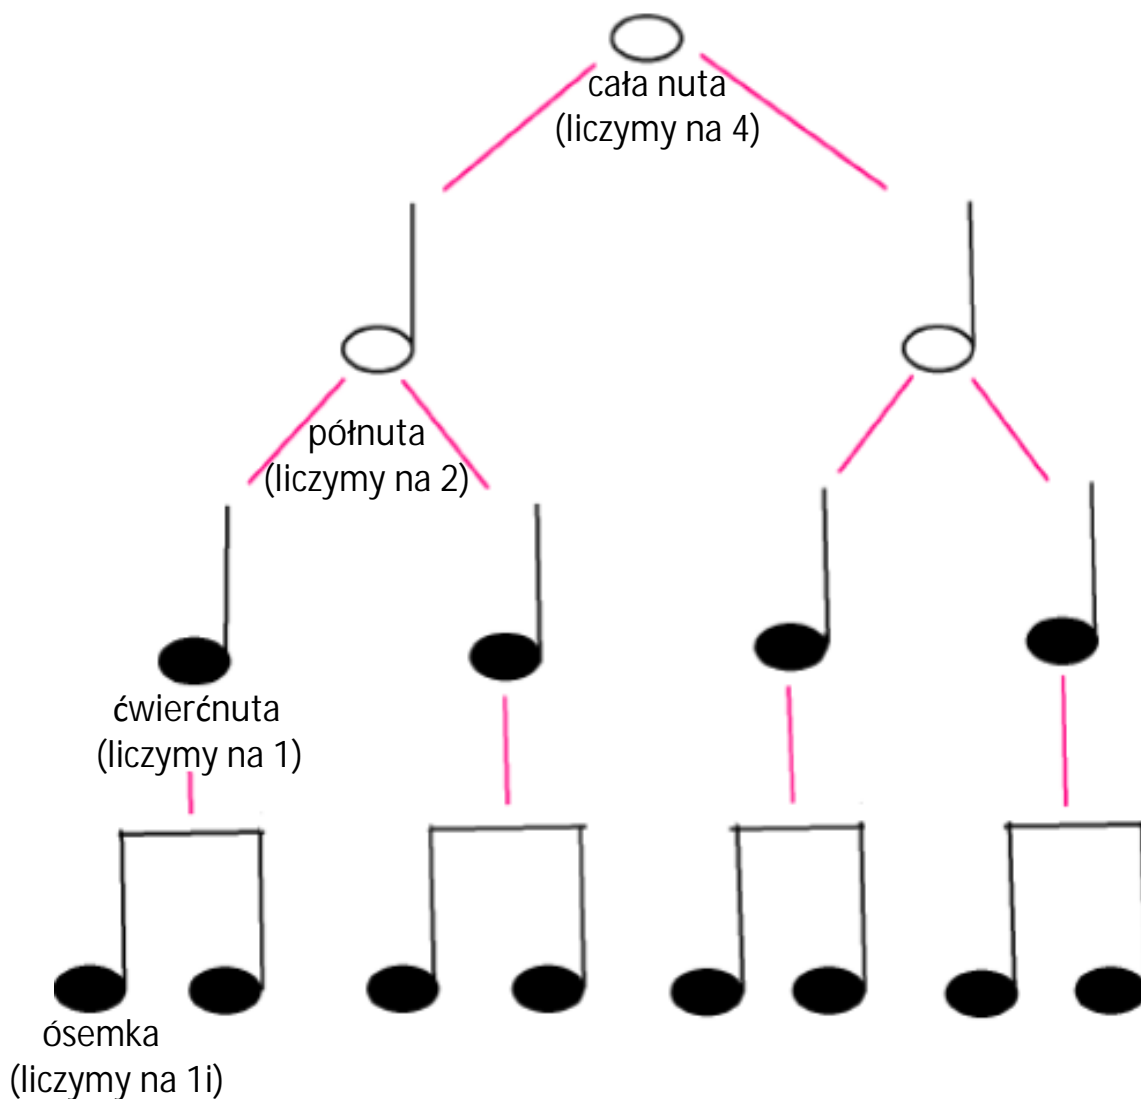 cała nuta
(liczymy na 4)
półnuta
(liczymy na 2)
ćwierćnuta
(liczymy na 1)
ósemka
(liczymy na 1i)